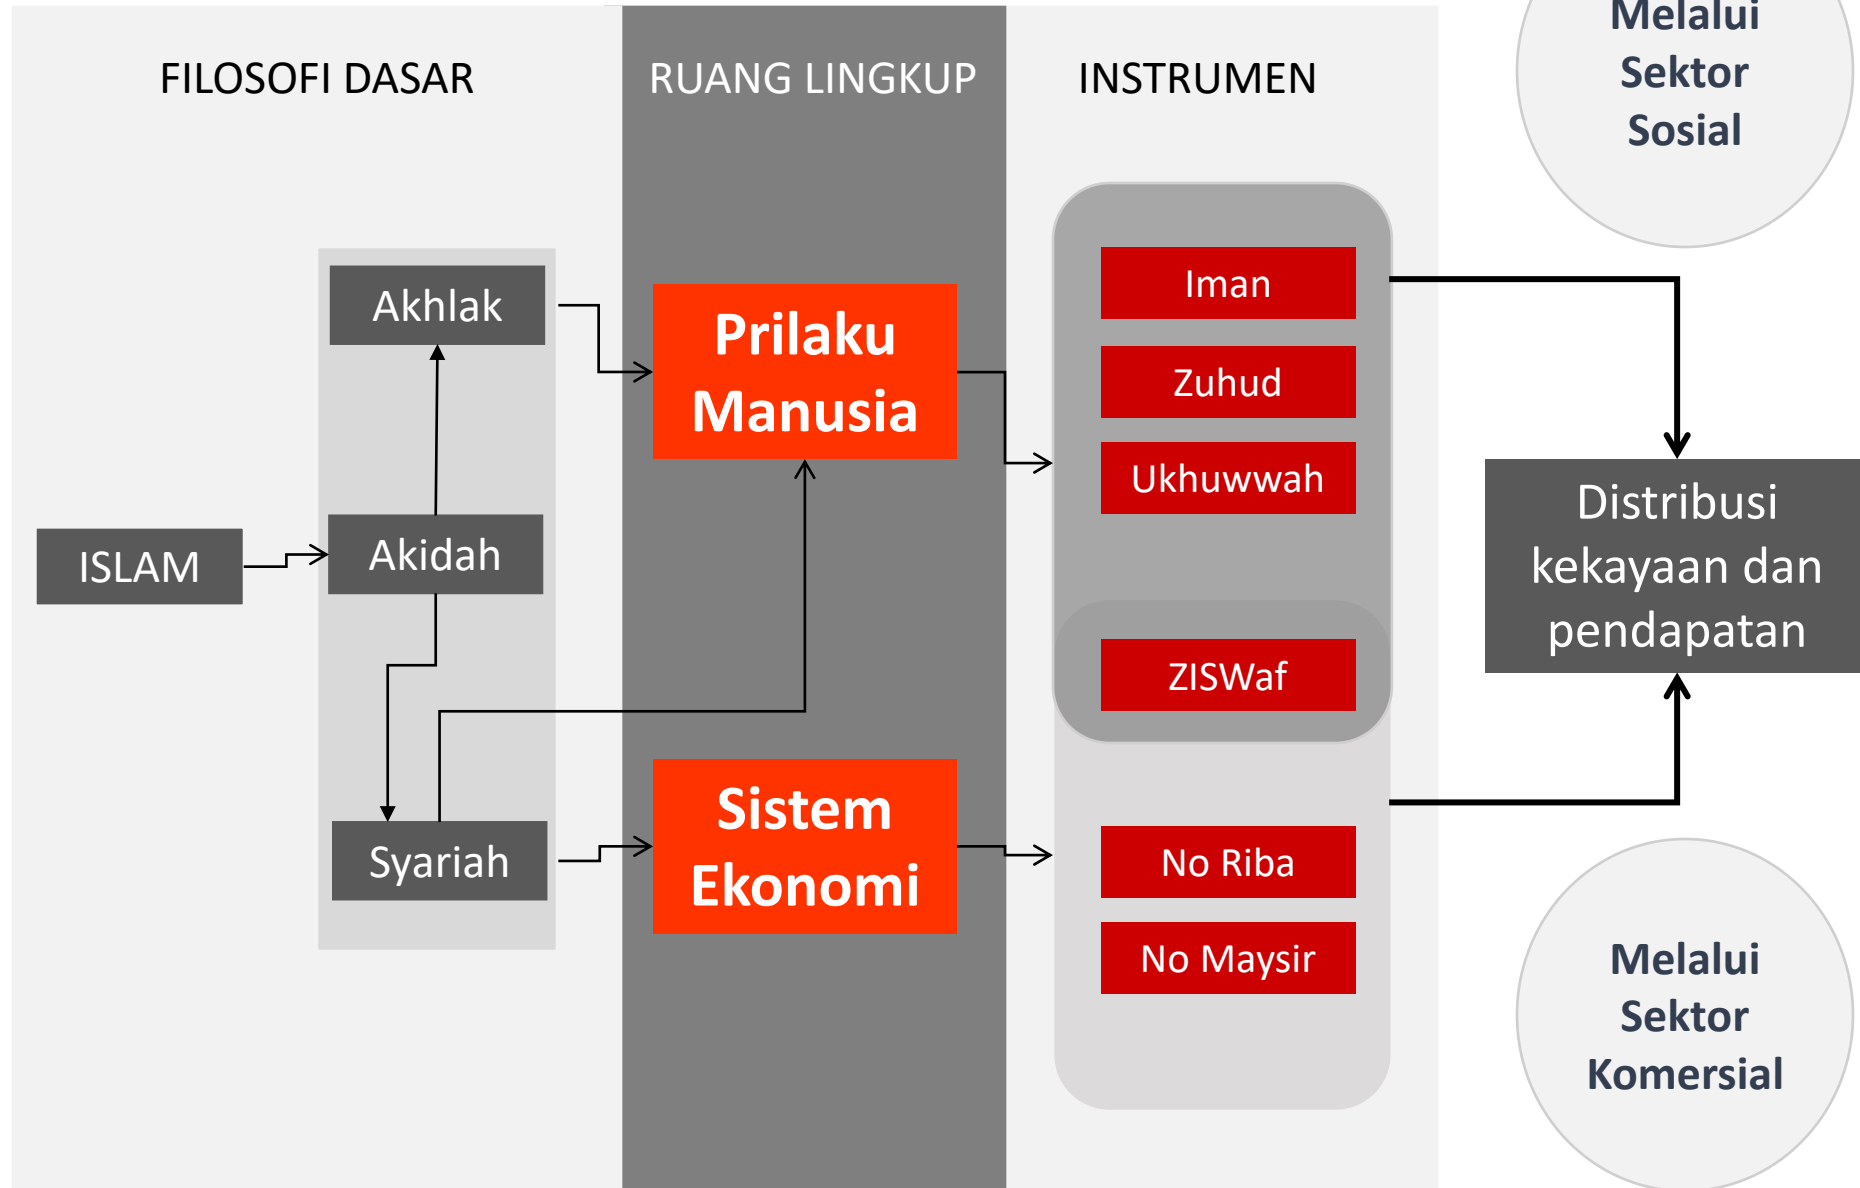 FILOSOFI DASAR
RUANG LINGKUP
INSTRUMEN
Melalui
Sektor
Sosial
ISLAM
Akhlak
Akidah
Syariah
Prilaku
Manusia
Sistem
Ekonomi
Iman
Zuhud
Ukhuwwah
ZISWaf
No Riba
No Maysir
Distribusi
kekayaan dan
pendapatan
Melalui
Sektor
Komersial